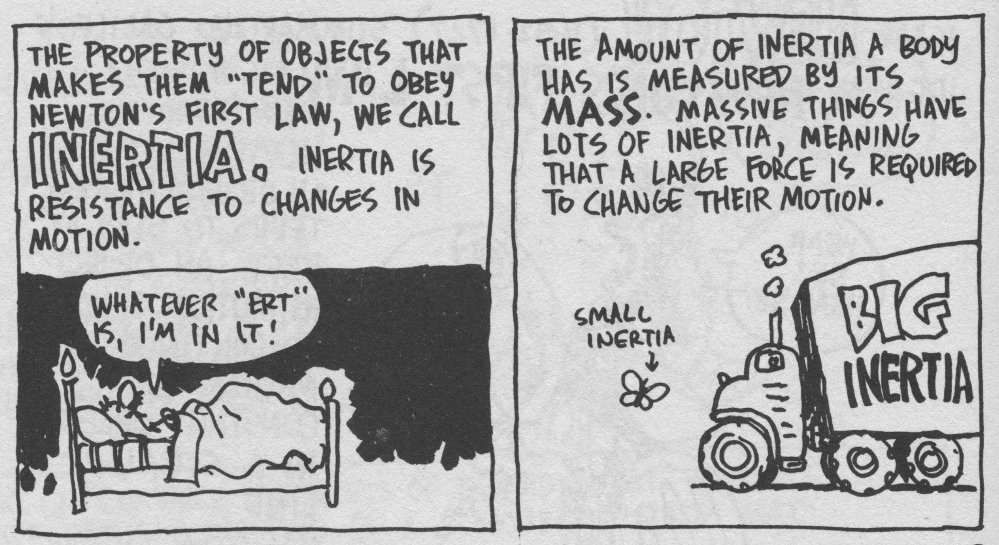 THE PROPERTY OF OBJECTS THAT
MAKES THEM "TEND" TO OBEY
NEWTON'S FIRST LAW, WE CALL
INERTIA. INERTIA IS
RESISTANCE TO CHANGES IN
MOTION.
WHATEVER "ERT"
IS, I'M IN IT!
THE AMOUNT OF INERTIA A BODY
HAS IS MEASURED BY ITS
MASS. MASSIVE THINGS HAVE
LOTS OF INERTIA, MEANING
THAT A LARGE FORCE IS REQUIRED
TO CHANGE THEIR MOTION.
SMALL
INERTIA
BIG
INERTIA